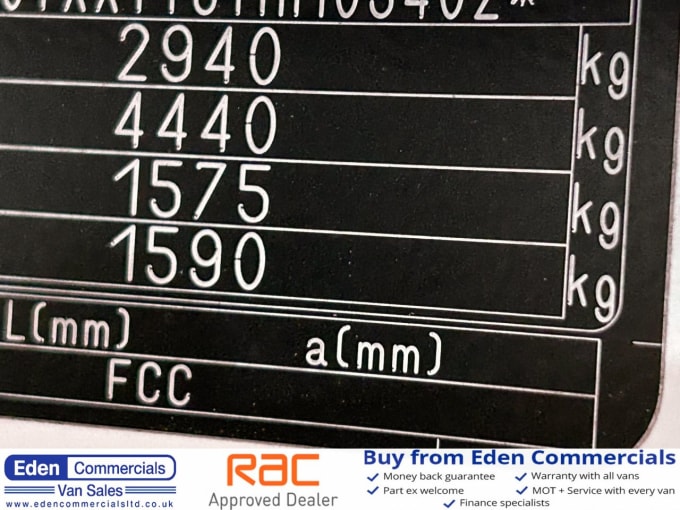 2940 kg
4440 kg
1575 kg
1590 kg
L(mm) a(mm)
FCC
Eden Commercials
Van Sales
www.edencommercialsltd.co.uk
RAC
Approved Dealer
Buy from Eden Commercials
Money back guarantee Warranty with all vans
Part ex welcome MOT + Service with every van
Finance specialists